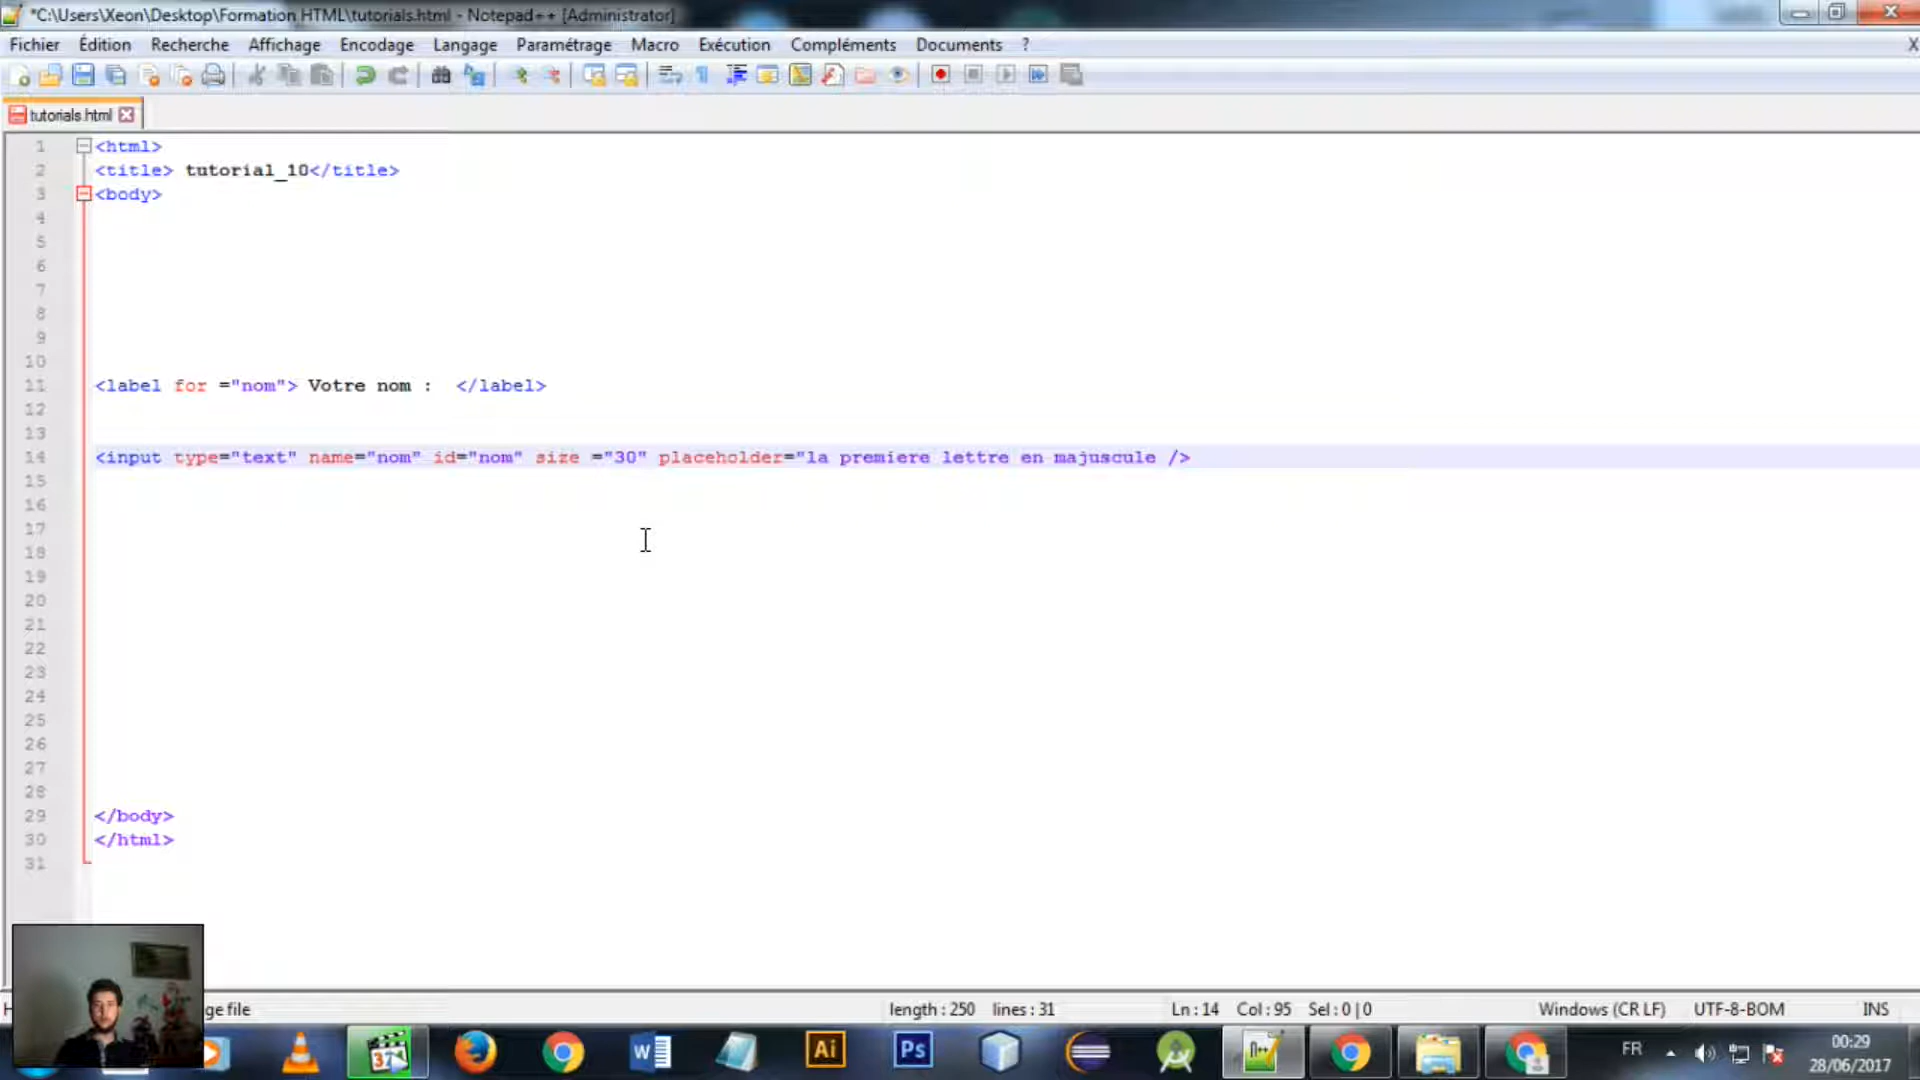 *C:\Users\Xeon\Desktop\Formation HTML\tutorials.html - Notepad++ [Administrator]
Fichier Édition Recherche Affichage Encodage Langage Paramétrage Macro Exécution Compléments Documents ? X
tutorials.html
1 <html>
2 <title> tutorial_10</title>
3 <body>
4
5
6
7
8
9
10
11 <label for ="nom"> Votre nom :  </label>
12
13
14 <input type="text" name="nom" id="nom" size ="30" placeholder="la premiere lettre en majuscule />
15
16
17
18
19
20
21
22
23
24
25
26
27
28
29 </body>
30 </html>
31
ge file length : 250 lines : 31 Ln : 14 Col : 95 Sel : 0 | 0 Windows (CR LF) UTF-8-BOM INS
37 W Ai Ps n++ FR 00:29
28/06/2017